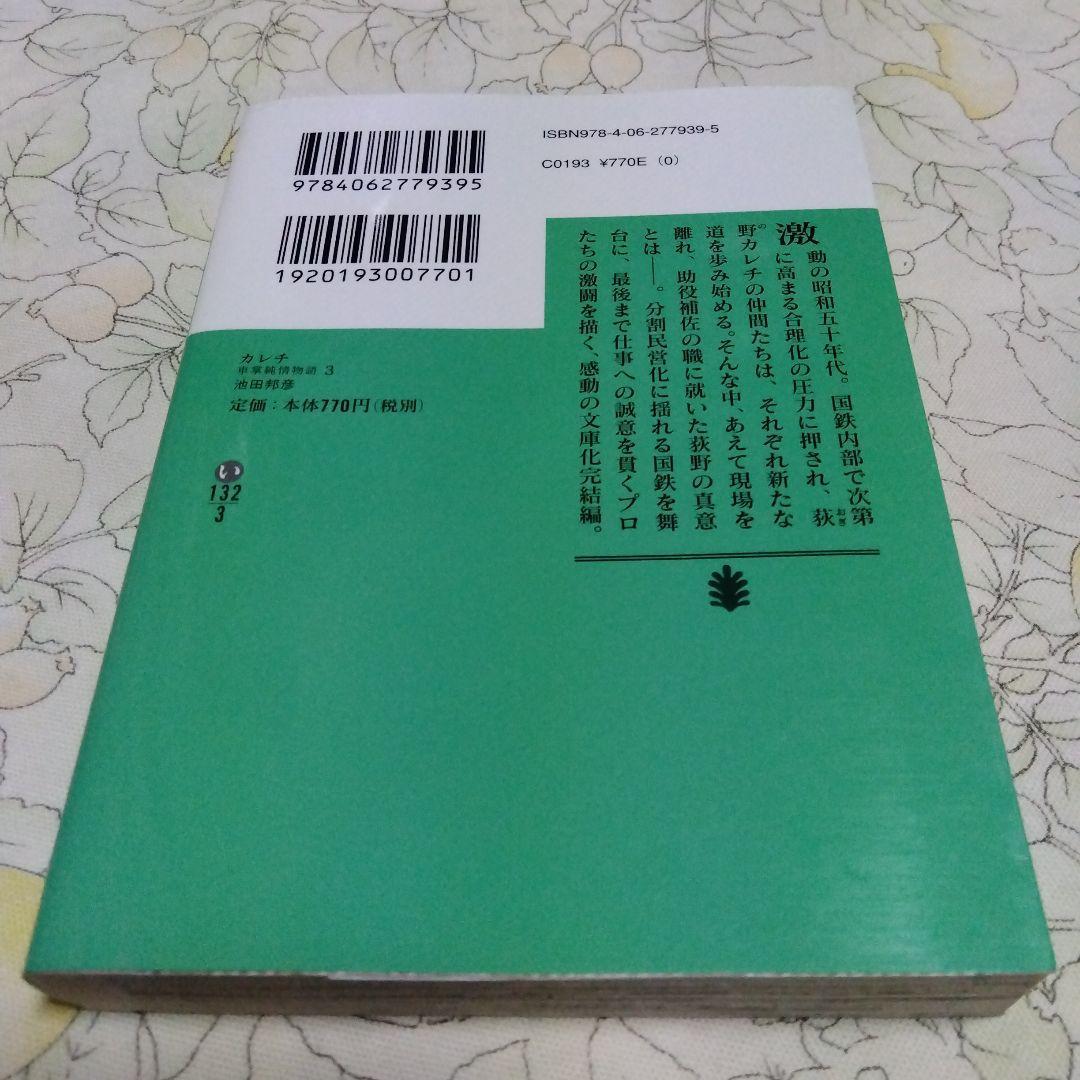 9784062779395
1920193007701
ISBN978-4-06-277939-5
C0193 ¥770E (0)
激動の昭和五十年代。国鉄内部で次第
に高まる合理化の圧力に押され、荻
おぎ
野カレチの仲間たちは、それぞれ新たな
の
道を歩み始める。そんな中、あえて現場を
離れ、助役補佐の職に就いた荻野の真意
とは――。分割民営化に揺れる国鉄を舞
台に、最後まで仕事への誠意を貫くプロ
たちの激闘を描く、感動の文庫化完結編。
カレチ
車掌純情物語 3
池田邦彦
定価:本体770円(税別)
い
132
3